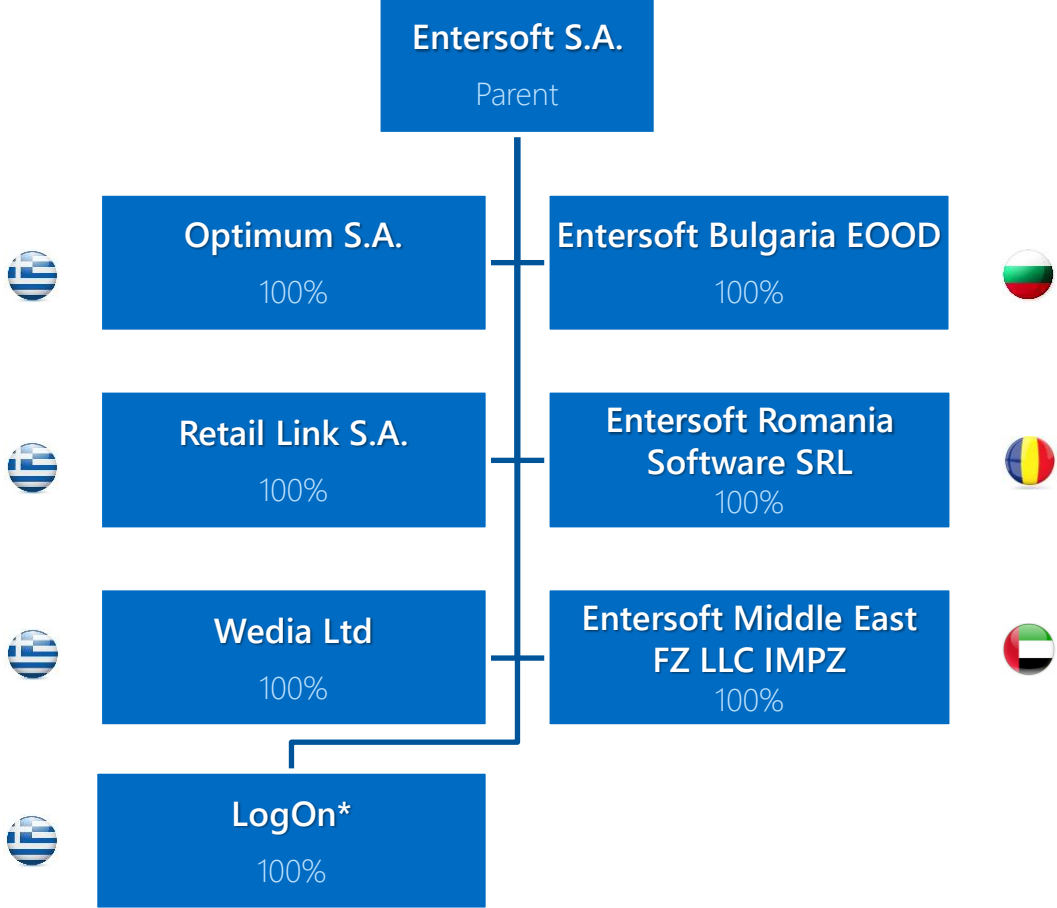 Entersoft S.A.
Parent
Optimum S.A.
100%
Entersoft Bulgaria EOOD
100%
Retail Link S.A.
100%
Entersoft Romania
Software SRL
100%
Wedia Ltd
100%
Entersoft Middle East
FZ LLC IMPZ
100%
LogOn*
100%